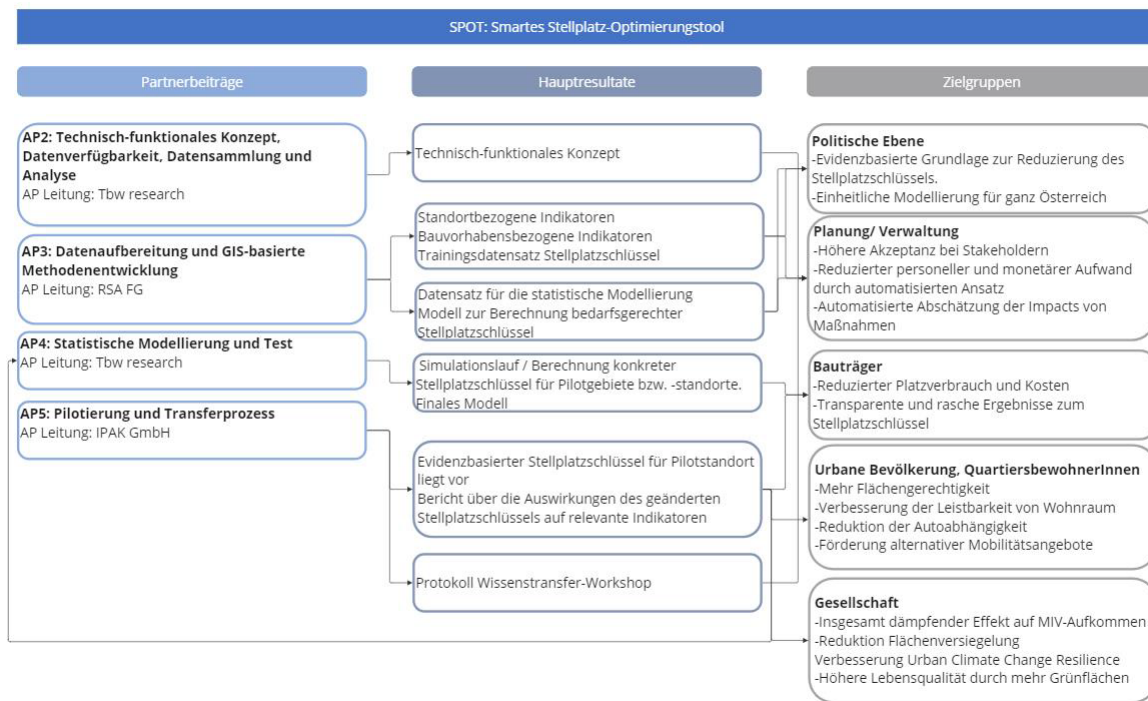 SPOT: Smartes Stellplatz-Optimierungstool
Partnerbeiträge
Hauptresultate
Zielgruppen
AP2: Technisch-funktionales Konzept,
Datenverfügbarkeit, Datensammlung und
Analyse
AP Leitung: Tbw research
AP3: Datenaufbereitung und GIS-basierte
Methodenentwicklung
AP Leitung: RSA FG
AP4: Statistische Modellierung und Test
AP Leitung: Tbw research
AP5: Pilotierung und Transferprozess
AP Leitung: IPAK GmbH
Technisch-funktionales Konzept
Standortbezogene Indikatoren
Bauvorhabensbezogene Indikatoren
Trainingsdatensatz Stellplatzschlüssel
Datensatz für die statistische Modellierung
Modell zur Berechnung bedarfsgerechter
Stellplatzschlüssel
Simulationslauf / Berechnung konkreter
Stellplatzschlüssel für Pilotgebiete bzw. -standorte.
Finales Modell
Evidenzbasierter Stellplatzschlüssel für Pilotstandort
liegt vor
Bericht über die Auswirkungen des geänderten
Stellplatzschlüssels auf relevante Indikatoren
Protokoll Wissenstransfer-Workshop
Politische Ebene
-Evidenzbasierte Grundlage zur Reduzierung des
Stellplatzschlüssels.
-Einheitliche Modellierung für ganz Österreich
Planung/ Verwaltung
-Höhere Akzeptanz bei Stakeholdern
-Reduzierter personeller und monetärer Aufwand
durch automatisierten Ansatz
-Automatisierte Abschätzung der Impacts von
Maßnahmen
Bauträger
-Reduzierter Platzverbrauch und Kosten
-Transparente und rasche Ergebnisse zum
Stellplatzschlüssel
Urbane Bevölkerung, QuartiersbewohnerInnen
-Mehr Flächengerechtigkeit
-Verbesserung der Leistbarkeit von Wohnraum
-Reduktion der Autoabhängigkeit
-Förderung alternativer Mobilitätsangebote
Gesellschaft
-Insgesamt dämpfender Effekt auf MIV-Aufkommen
-Reduktion Flächenversiegelung
Verbesserung Urban Climate Change Resilience
-Höhere Lebensqualität durch mehr Grünflächen